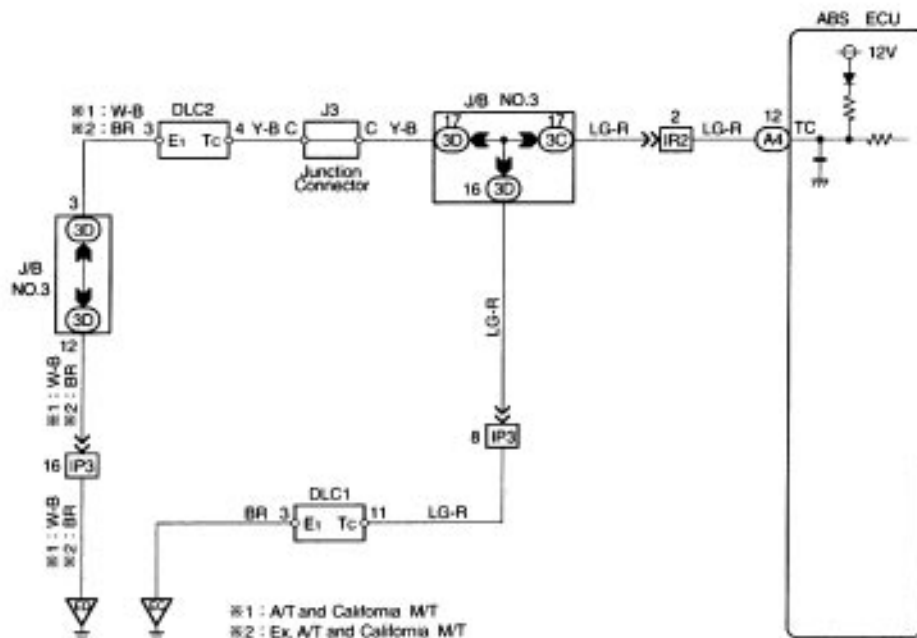 ABS ECU
12V
※1 : W-B
※2 : BR
3
DLC2
E1 Tc
4
Y-B
C
J3
C
Y-B
Junction
Connector
J/B NO.3
17
3D
17
3C
16
3D
LG-R
2
IR2
LG-R
12
A4
TC
3
3D
J/B
NO.3
3D
12
※1 : W-B
※2 : BR
16
IP3
※1 : W-B
※2 : BR
LG-R
8
IP3
DLC1
BR
3
E1 Tc
11
LG-R
※1 : A/T and California M/T
※2 : Ex. A/T and California M/T